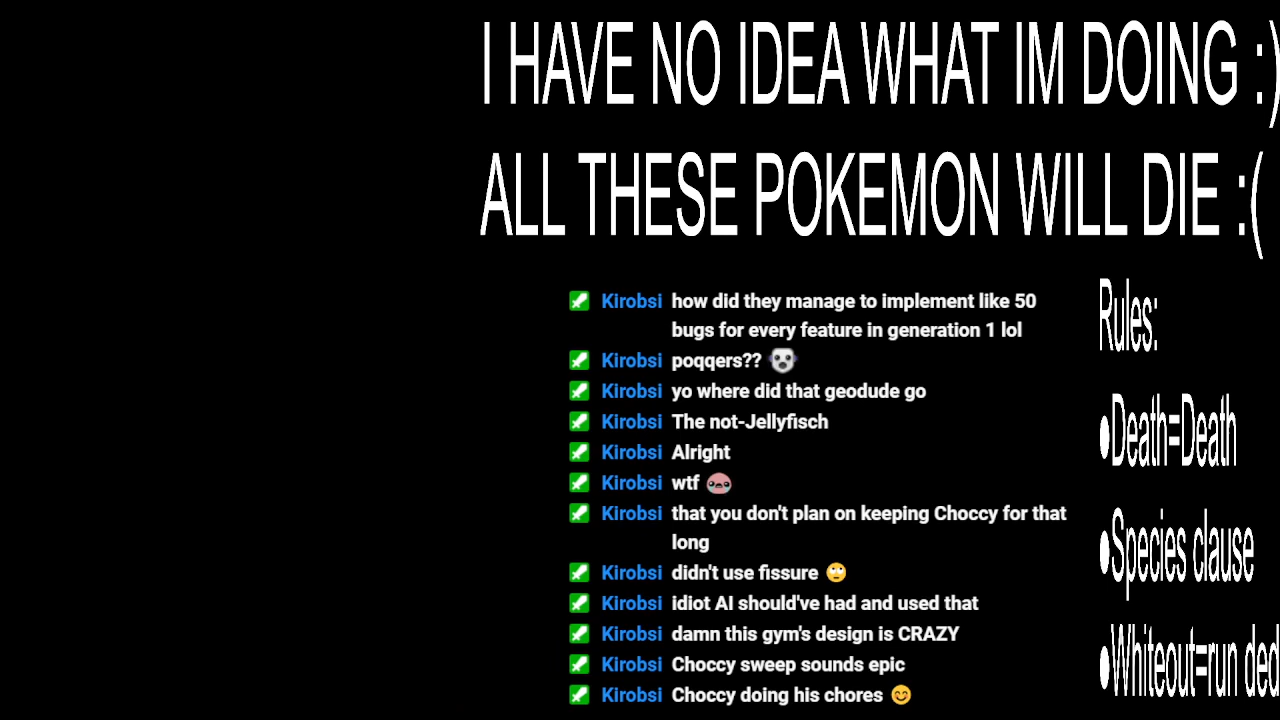 I HAVE NO IDEA WHAT IM DOING :)
ALL THESE POKEMON WILL DIE :(
Kirobsi how did they manage to implement like 50
bugs for every feature in generation 1 lol
Kirobsi poqqers??
Kirobsi yo where did that geodude go
Kirobsi The not-Jellyfisch
Kirobsi Alright
Kirobsi wtf
Kirobsi that you don't plan on keeping Choccy for that
long
Kirobsi didn't use fissure 🙄
Kirobsi idiot AI should've had and used that
Kirobsi damn this gym's design is CRAZY
Kirobsi Choccy sweep sounds epic
Kirobsi Choccy doing his chores 😊
Rules:
•Death=Death
•Species clause
•Whiteout=run ded